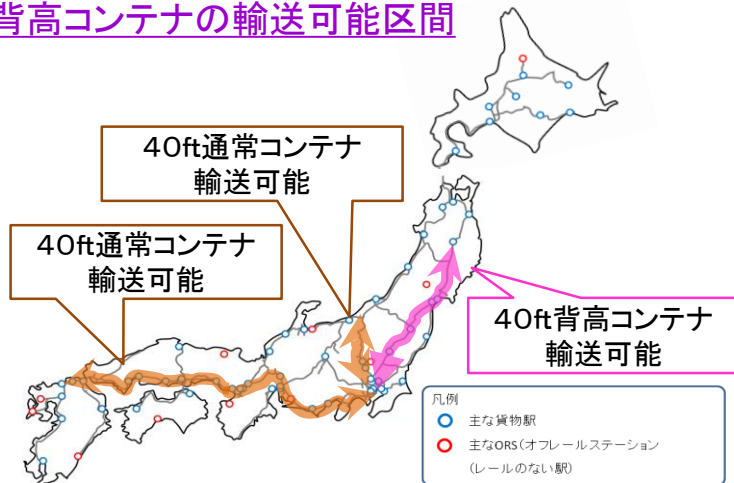 背高コンテナの輸送可能区間
40ft通常コンテナ
輸送可能
40ft通常コンテナ
輸送可能
40ft背高コンテナ
輸送可能
凡例
主な貨物駅
主なORS(オフレールステーション
(レールのない駅)